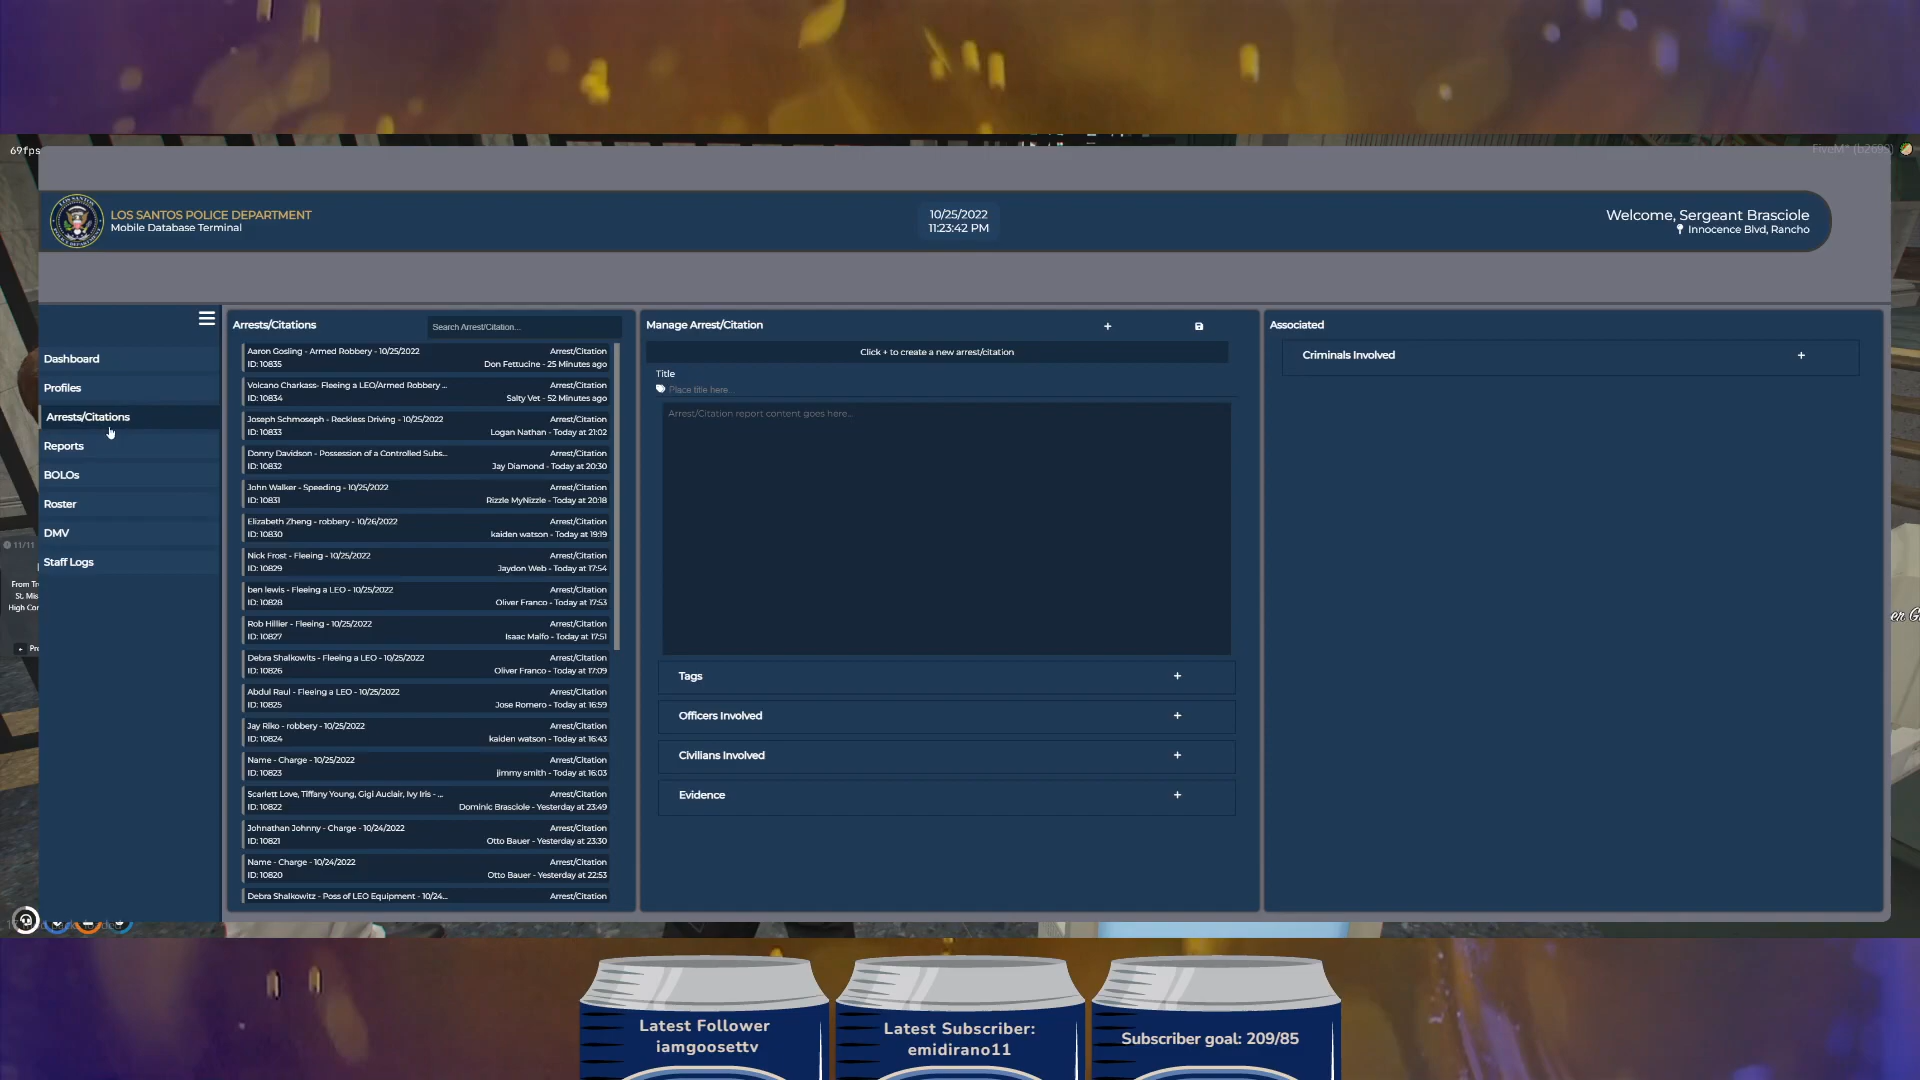 69fps
FiveM* (b2699)
LOS SANTOS POLICE DEPARTMENT
Mobile Database Terminal
10/25/2022
11:23:42 PM
Welcome, Sergeant Brasciole
Innocence Blvd, Rancho
Dashboard
Profiles
Arrests/Citations
Reports
BOLOs
Roster
DMV
Staff Logs
11/11
From Tr
St. Mis
High Cor
Pr
Arrests/Citations
Search Arrest/Citation...
Aaron Gosling - Armed Robbery - 10/25/2022 Arrest/Citation
ID: 10835 Don Fettucine - 25 Minutes ago
Volcano Charkass- Fleeing a LEO/Armed Robbery ... Arrest/Citation
ID: 10834 Salty Vet - 52 Minutes ago
Joseph Schmoseph - Reckless Driving - 10/25/2022 Arrest/Citation
ID: 10833 Logan Nathan - Today at 21:02
Donny Davidson - Possession of a Controlled Subs... Arrest/Citation
ID: 10832 Jay Diamond - Today at 20:30
John Walker - Speeding - 10/25/2022 Arrest/Citation
ID: 10831 Rizzle MyNizzle - Today at 20:18
Elizabeth Zheng - robbery - 10/26/2022 Arrest/Citation
ID: 10830 kaiden watson - Today at 19:19
Nick Frost - Fleeing - 10/25/2022 Arrest/Citation
ID: 10829 Jaydon Web - Today at 17:54
ben lewis - Fleeing a LEO - 10/25/2022 Arrest/Citation
ID: 10828 Oliver Franco - Today at 17:53
Rob Hillier - Fleeing - 10/25/2022 Arrest/Citation
ID: 10827 Isaac Malfo - Today at 17:51
Debra Shalkowits - Fleeing a LEO - 10/25/2022 Arrest/Citation
ID: 10826 Oliver Franco - Today at 17:09
Abdul Raul - Fleeing a LEO - 10/25/2022 Arrest/Citation
ID: 10825 Jose Romero - Today at 16:59
Jay Riko - robbery - 10/25/2022 Arrest/Citation
ID: 10824 kaiden watson - Today at 16:43
Name - Charge - 10/25/2022 Arrest/Citation
ID: 10823 jimmy smith - Today at 16:03
Scarlett Love, Tiffany Young, Gigi Auclair, Ivy Iris - ... Arrest/Citation
ID: 10822 Dominic Brasciole - Yesterday at 23:49
Johnathan Johnny - Charge - 10/24/2022 Arrest/Citation
ID: 10821 Otto Bauer - Yesterday at 23:30
Name - Charge - 10/24/2022 Arrest/Citation
ID: 10820 Otto Bauer - Yesterday at 22:53
Debra Shalkowitz - Poss of LEO Equipment - 10/24... Arrest/Citation
Manage Arrest/Citation
Click + to create a new arrest/citation
Title
Place title here...
Arrest/Citation report content goes here...
Tags
Officers Involved
Civilians Involved
Evidence
Associated
Criminals Involved
Latest Follower
iamgoosettv
Latest Subscriber:
emidirano11
Subscriber goal: 209/85